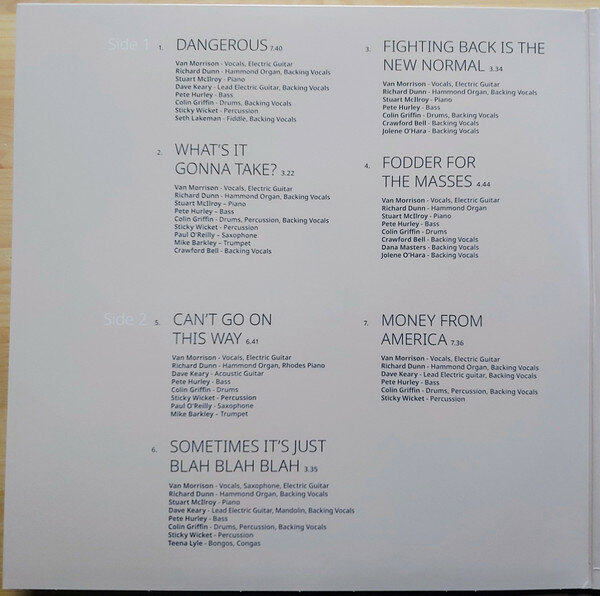 Side 1
1. DANGEROUS 7.40
Van Morrison - Vocals, Electric Guitar
Richard Dunn - Hammond Organ, Backing Vocals
Stuart McIlroy - Piano
Dave Keary - Lead Electric Guitar, Backing Vocals
Pete Hurley - Bass
Colin Griffin - Drums, Backing Vocals
Sticky Wicket - Percussion
Seth Lakeman - Fiddle, Backing Vocals
2. WHAT'S IT
GONNA TAKE? 3.22
Van Morrison - Vocals, Electric Guitar
Richard Dunn - Hammond Organ, Backing Vocals
Stuart McIlroy – Piano
Pete Hurley – Bass
Colin Griffin - Drums, Percussion, Backing Vocals
Sticky Wicket - Percussion
Paul O'Reilly - Saxophone
Mike Barkley – Trumpet
Crawford Bell - Backing Vocals
3. FIGHTING BACK IS THE
NEW NORMAL 3.34
Van Morrison - Vocals, Electric Guitar
Richard Dunn - Hammond Organ, Backing Vocals
Stuart McIlroy - Piano
Pete Hurley - Bass
Colin Griffin - Drums, Backing Vocals
Crawford Bell - Backing Vocals
Jolene O'Hara - Backing Vocals
4. FODDER FOR
THE MASSES 4.44
Van Morrison - Vocals, Electric Guitar
Richard Dunn - Hammond Organ
Stuart McIlroy - Piano
Pete Hurley - Bass
Colin Griffin - Drums
Crawford Bell - Backing Vocals
Dana Masters - Backing Vocals
Jolene O'Hara - Backing Vocals
Side 2
5. CAN'T GO ON
THIS WAY 6.41
Van Morrison - Vocals, Electric Guitar
Richard Dunn - Hammond Organ, Rhodes Piano
Dave Keary - Acoustic Guitar
Pete Hurley - Bass
Colin Griffin - Drums
Sticky Wicket - Percussion
Paul O'Reilly - Saxophone
Mike Barkley – Trumpet
6. SOMETIMES IT'S JUST
BLAH BLAH BLAH 3.35
Van Morrison - Vocals, Saxophone, Electric Guitar
Richard Dunn - Hammond Organ, Backing Vocals
Stuart McIlroy - Piano
Dave Keary - Lead Electric Guitar, Mandolin, Backing Vocals
Pete Hurley - Bass
Colin Griffin - Drums, Percussion, Backing Vocals
Sticky Wicket - Percussion
Teena Lyle - Bongos, Congas
7. MONEY FROM
AMERICA 7.36
Van Morrison - Vocals, Electric Guitar
Richard Dunn - Hammond Organ, Backing Vocals
Dave Keary - Lead Electric guitar, Backing Vocals
Pete Hurley - Bass
Colin Griffin - Drums, Percussion, Backing Vocals
Sticky Wicket - Percussion